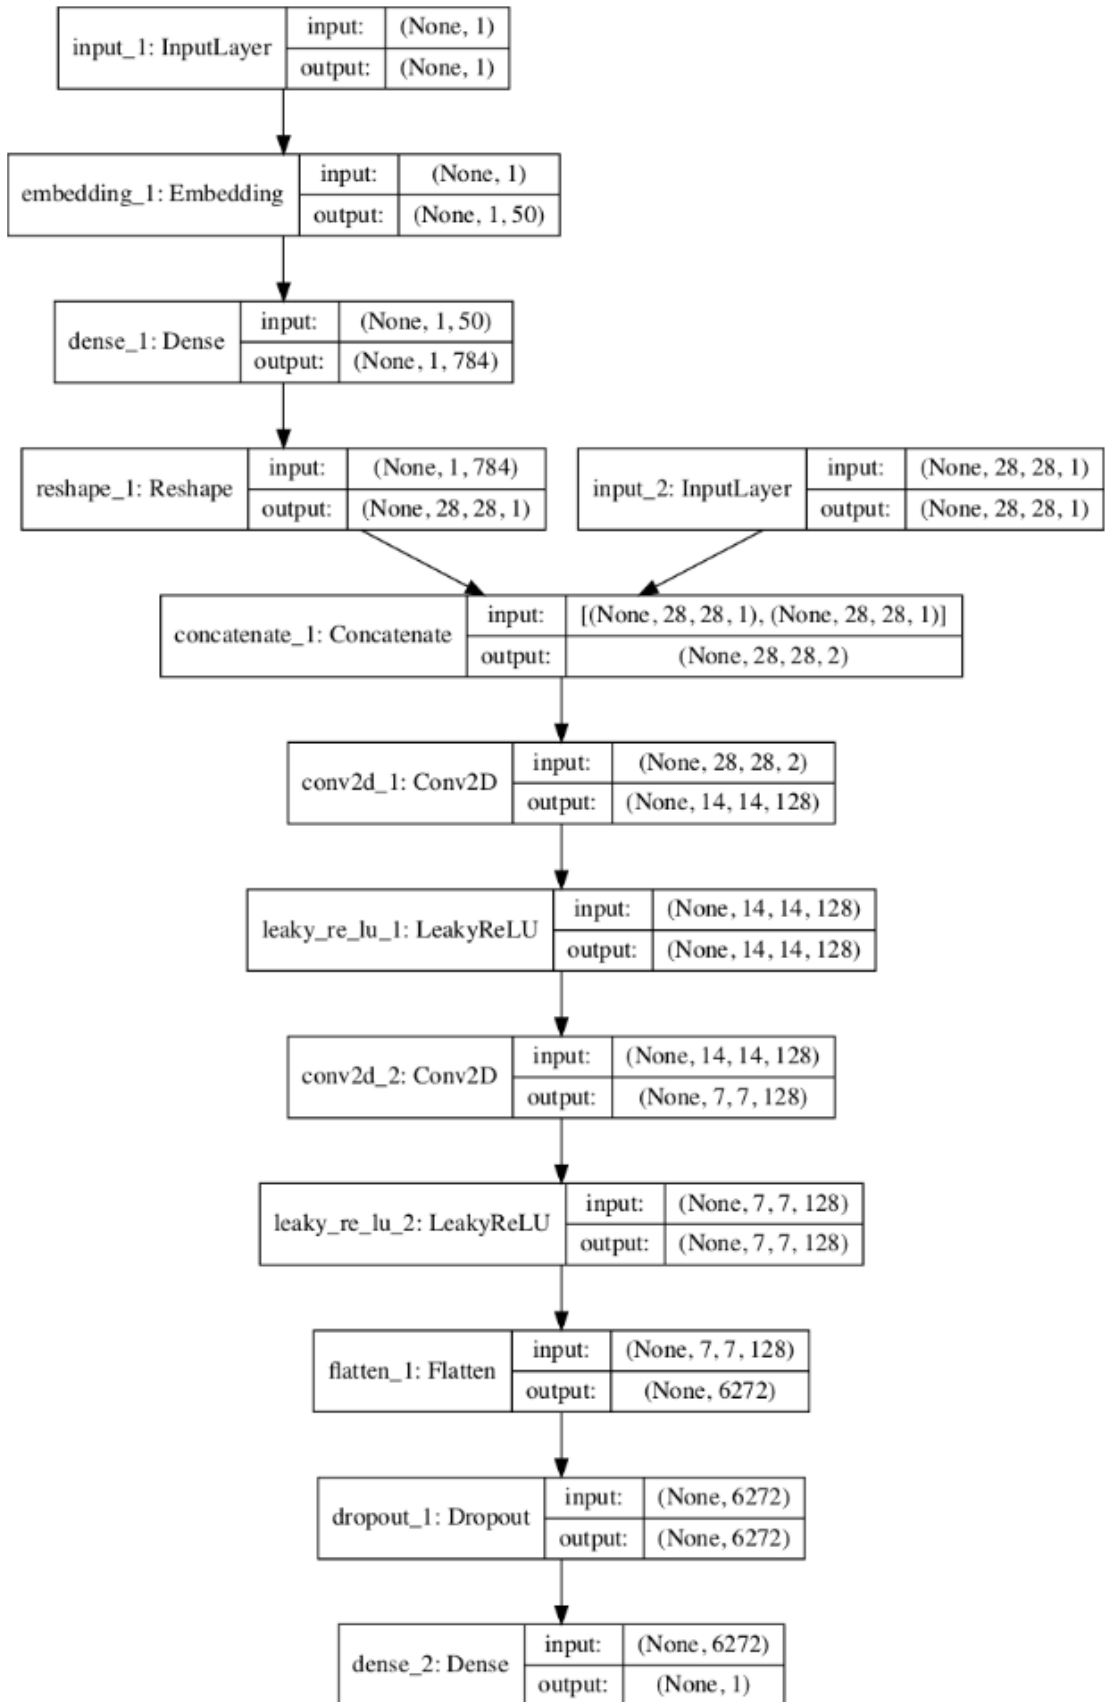 input_1: InputLayer
input: (None, 1)
output: (None, 1)
embedding_1: Embedding
input: (None, 1)
output: (None, 1, 50)
dense_1: Dense
input: (None, 1, 50)
output: (None, 1, 784)
reshape_1: Reshape
input: (None, 1, 784)
output: (None, 28, 28, 1)
input_2: InputLayer
input: (None, 28, 28, 1)
output: (None, 28, 28, 1)
concatenate_1: Concatenate
input: [(None, 28, 28, 1), (None, 28, 28, 1)]
output: (None, 28, 28, 2)
conv2d_1: Conv2D
input: (None, 28, 28, 2)
output: (None, 14, 14, 128)
leaky_re_lu_1: LeakyReLU
input: (None, 14, 14, 128)
output: (None, 14, 14, 128)
conv2d_2: Conv2D
input: (None, 14, 14, 128)
output: (None, 7, 7, 128)
leaky_re_lu_2: LeakyReLU
input: (None, 7, 7, 128)
output: (None, 7, 7, 128)
flatten_1: Flatten
input: (None, 7, 7, 128)
output: (None, 6272)
dropout_1: Dropout
input: (None, 6272)
output: (None, 6272)
dense_2: Dense
input: (None, 6272)
output: (None, 1)